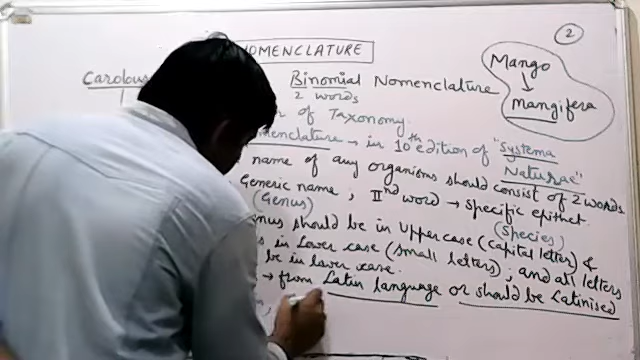 NOMENCLATURE
2
Carolous
Binomial Nomenclature
2 words
Mango
Mangifera
of Taxonomy
in 10th edition of "Systema
Naturae"
name of any organisms should consist of 2 words
Generic name ; IInd word → specific epithet.
(Genus)
(Species)
should be in Uppercase (capital letter) &
in Lower case (small letters) ; and all letters
be in lower case.
→ from Latin language or should be Latinised